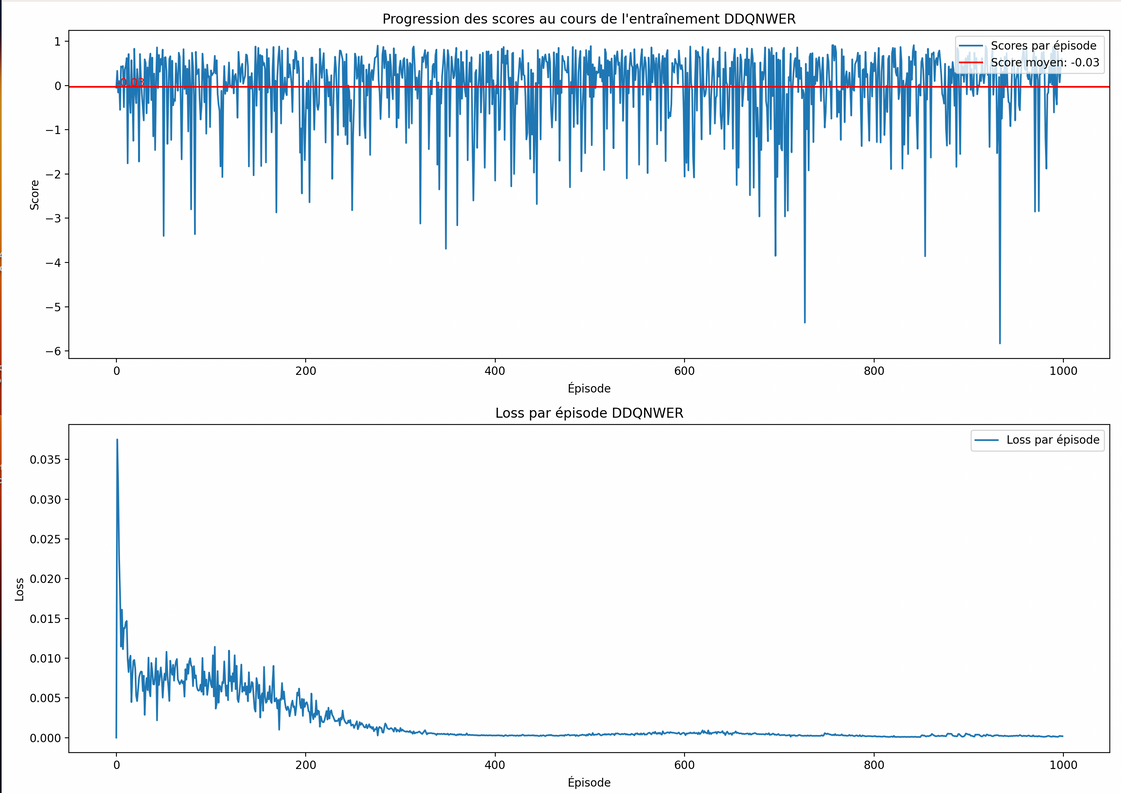 Progression des scores au cours de l'entraînement DDQNWER
Scores par épisode
Score moyen: -0.03
-0.03
Score
1
0
−1
−2
−3
−4
−5
−6
0 200 400 600 800 1000
Épisode
Loss par épisode DDQNWER
Loss par épisode
Loss
0.035
0.030
0.025
0.020
0.015
0.010
0.005
0.000
0 200 400 600 800 1000
Épisode